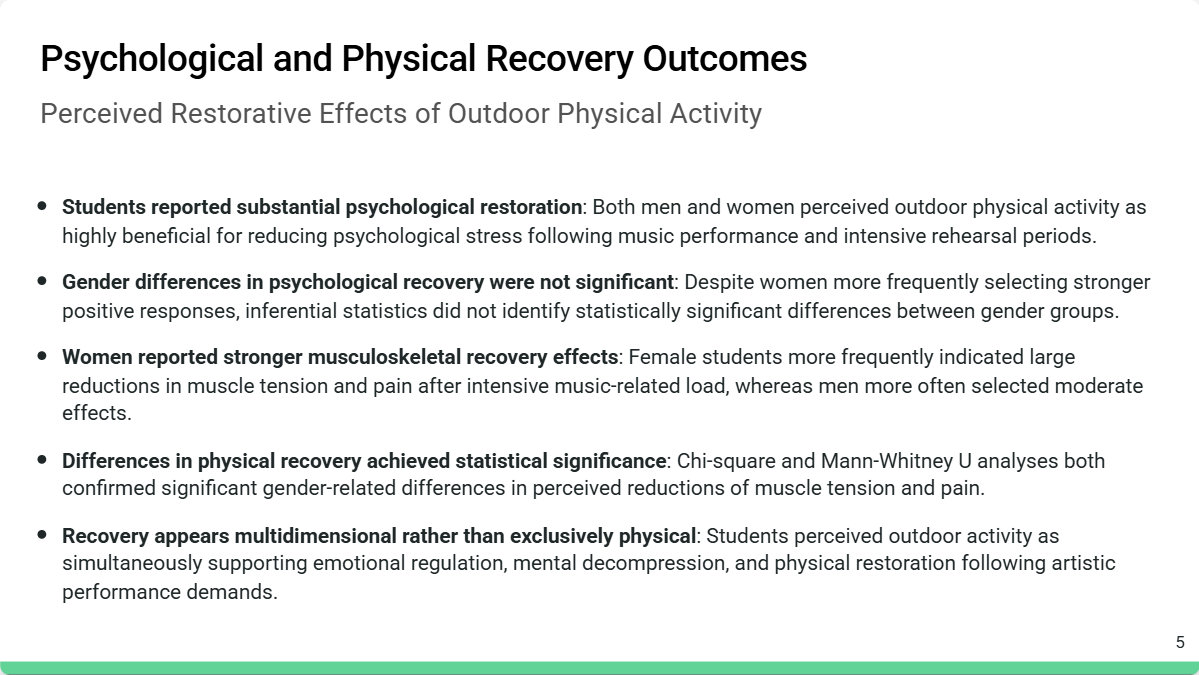 Psychological and Physical Recovery Outcomes
Perceived Restorative Effects of Outdoor Physical Activity
• Students reported substantial psychological restoration: Both men and women perceived outdoor physical activity as
highly beneficial for reducing psychological stress following music performance and intensive rehearsal periods.
• Gender differences in psychological recovery were not significant: Despite women more frequently selecting stronger
positive responses, inferential statistics did not identify statistically significant differences between gender groups.
• Women reported stronger musculoskeletal recovery effects: Female students more frequently indicated large
reductions in muscle tension and pain after intensive music-related load, whereas men more often selected moderate
effects.
• Differences in physical recovery achieved statistical significance: Chi-square and Mann-Whitney U analyses both
confirmed significant gender-related differences in perceived reductions of muscle tension and pain.
• Recovery appears multidimensional rather than exclusively physical: Students perceived outdoor activity as
simultaneously supporting emotional regulation, mental decompression, and physical restoration following artistic
performance demands.
5